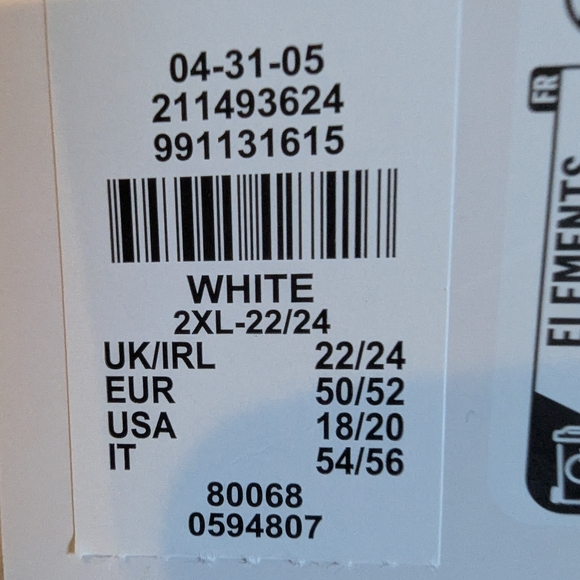 04-31-05
211493624
991131615
WHITE
2XL-22/24
UK/IRL 22/24
EUR 50/52
USA 18/20
IT 54/56
80068
0594807
FR
ELEMENTS